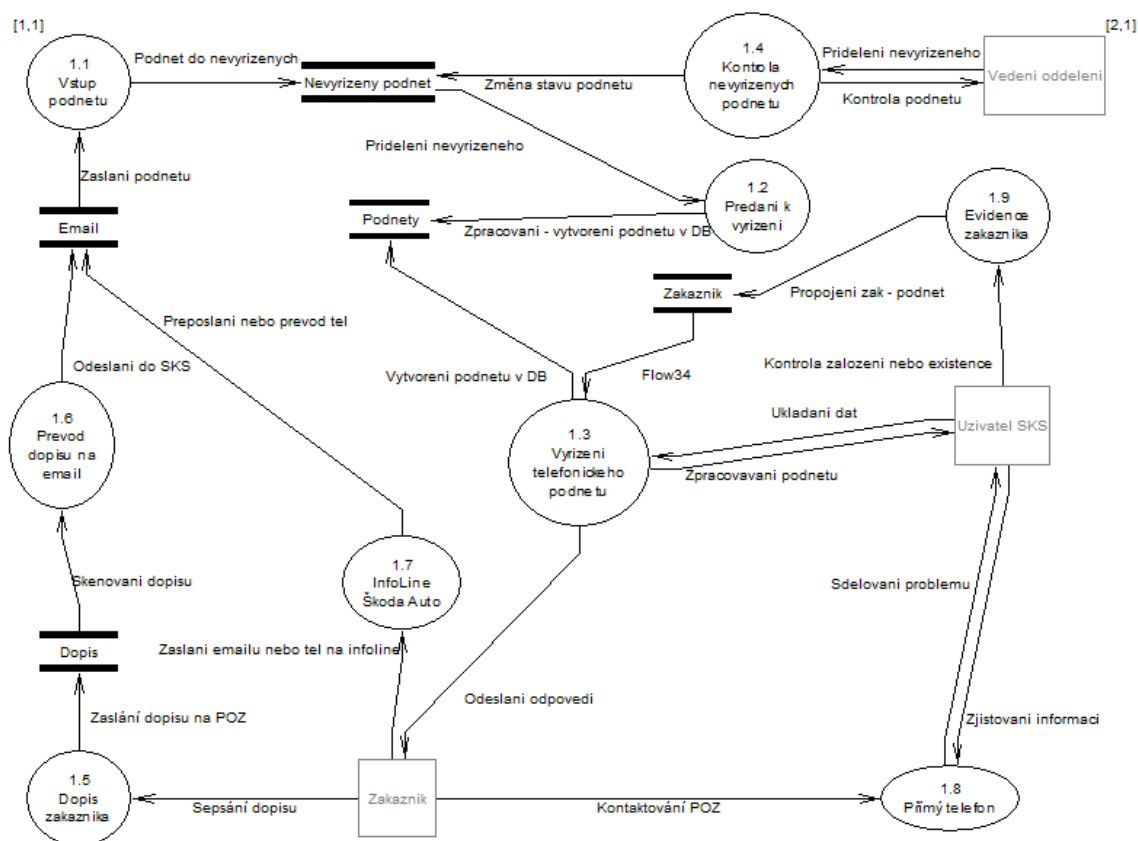 [1,1]
[2,1]
1.1
Vstup
podnetu
Podnet do nevyrizenych
Nevyrizeny podnet
Změna stavu podnetu
1.4
Kontrola
nevyrizenych
podnetu
Prideleni nevyrizeneho
Kontrola podnetu
Vedeni oddeleni
Zaslani podnetu
Prideleni nevyrizeneho
1.2
Predani k
vyrizeni
1.9
Evidence
zakaznika
Email
Podnety
Zpracovani - vytvoreni podnetu v DB
Zakaznik
Propojeni zak - podnet
Preposlani nebo prevod tel
Odeslani do SKS
Vytvoreni podnetu v DB
Flow34
Kontrola zalozeni nebo existence
1.6
Prevod
dopisu na
email
1.3
Vyrizeni
telefonickeho
podnetu
Ukladani dat
Zpracovavani podnetu
Uzivatel SKS
Skenovani dopisu
1.7
InfoLine
Škoda Auto
Sdelovani problemu
Dopis
Zaslani emailu nebo tel na infoline
Zaslání dopisu na POZ
Odeslani odpovedi
Zjistovani informaci
1.5
Dopis
zakaznika
Sepsání dopisu
Zakaznik
Kontaktování POZ
1.8
Přímý telefon